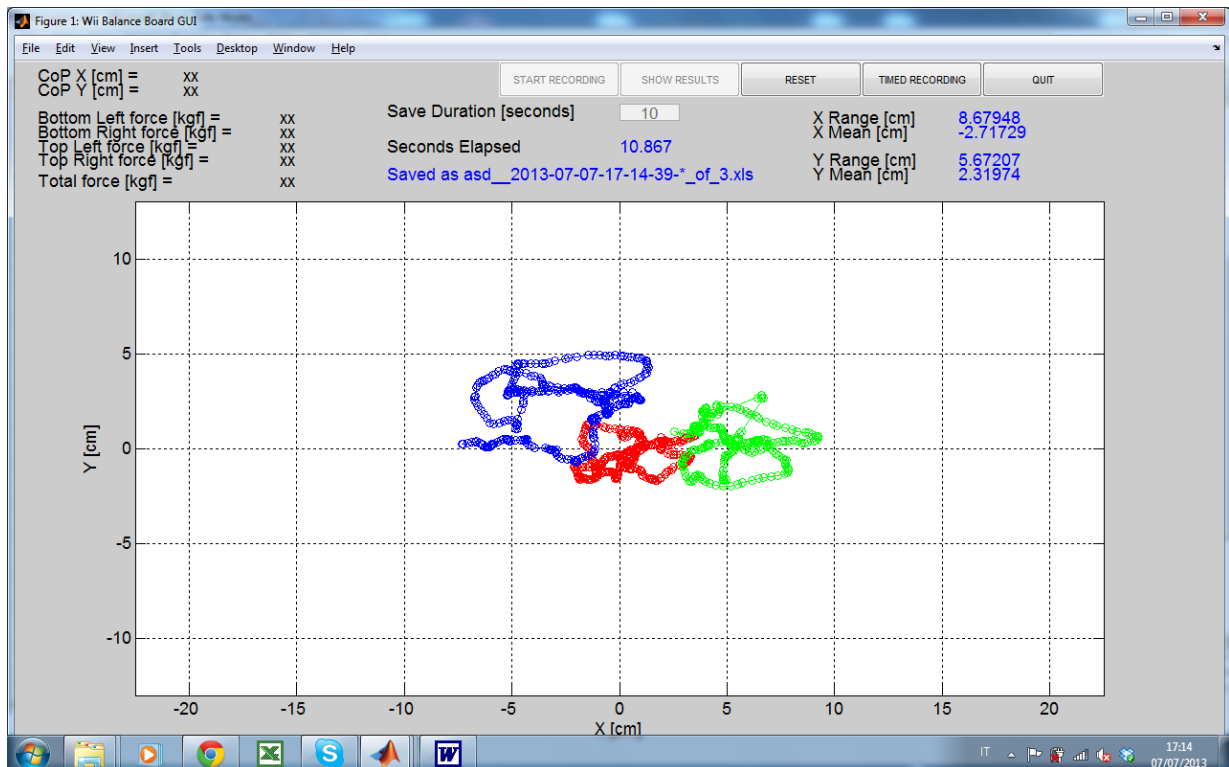 Figure 1: Wii Balance Board GUI
File Edit View Insert Tools Desktop Window Help
CoP X [cm] = xx
CoP Y [cm] = xx
START RECORDING SHOW RESULTS RESET TIMED RECORDING QUIT
Bottom Left force [kgf] = xx
Bottom Right force [kgf] = xx
Top Left force [kgf] = xx
Top Right force [kgf] = xx
Total force [kgf] = xx
Save Duration [seconds] 10
Seconds Elapsed 10.867
Saved as asd__2013-07-07-17-14-39-*_of_3.xls
X Range [cm] 8.67948
X Mean [cm] -2.71729
Y Range [cm] 5.67207
Y Mean [cm] 2.31974
10
5
0
-5
-10
Y [cm]
-20 -15 -10 -5 0 5 10 15 20
X [cm]
IT
17:14
07/07/2013